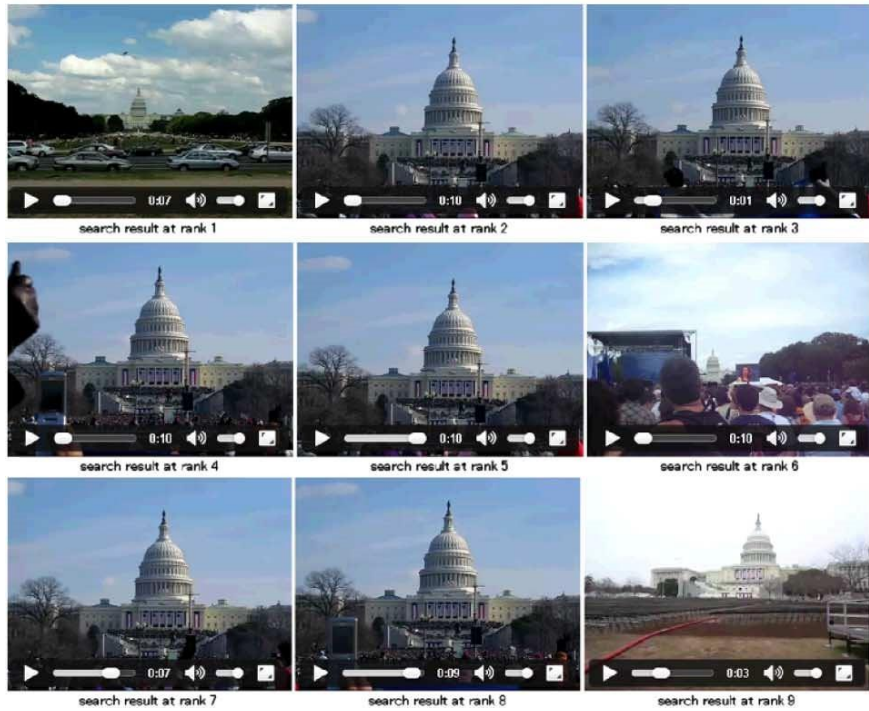 0:07 0:10 0:01
search result at rank 1 search result at rank 2 search result at rank 3
0:10 0:10 0:10
search result at rank 4 search result at rank 5 search result at rank 6
0:07 0:09 0:03
search result at rank 7 search result at rank 8 search result at rank 9